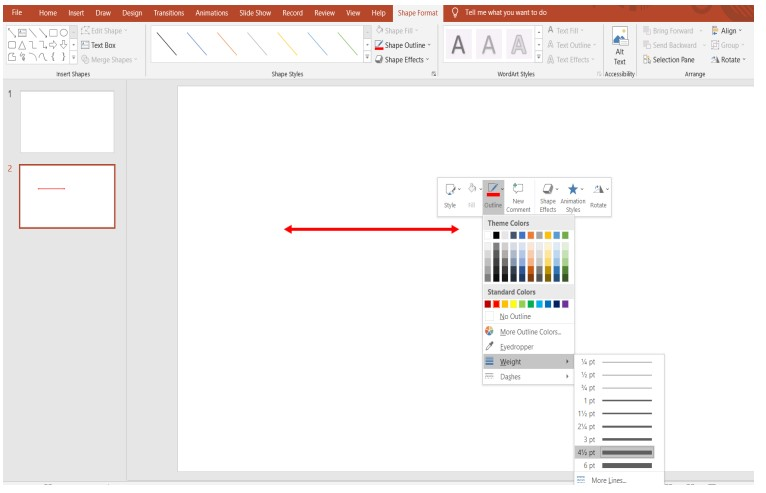 File Home Insert Draw Design Transitions Animations Slide Show Record Review View Help Shape Format Tell me what you want to do
Edit Shape
Text Box
Merge Shapes
Insert Shapes
Shape Fill
Shape Outline
Shape Effects
Shape Styles
A A A
Text Fill
Text Outline
Text Effects
WordArt Styles
Alt
Text
Accessibility
Bring Forward
Send Backward
Selection Pane
Align
Group
Rotate
Arrange
1
2
Style Fill Outline New Comment Shape Effects Animation Styles Rotate
Theme Colors
Standard Colors
No Outline
More Outline Colors...
Eyedropper
Weight
Dashes
¼ pt
½ pt
¾ pt
1 pt
1½ pt
2¼ pt
3 pt
4½ pt
6 pt
More Lines...